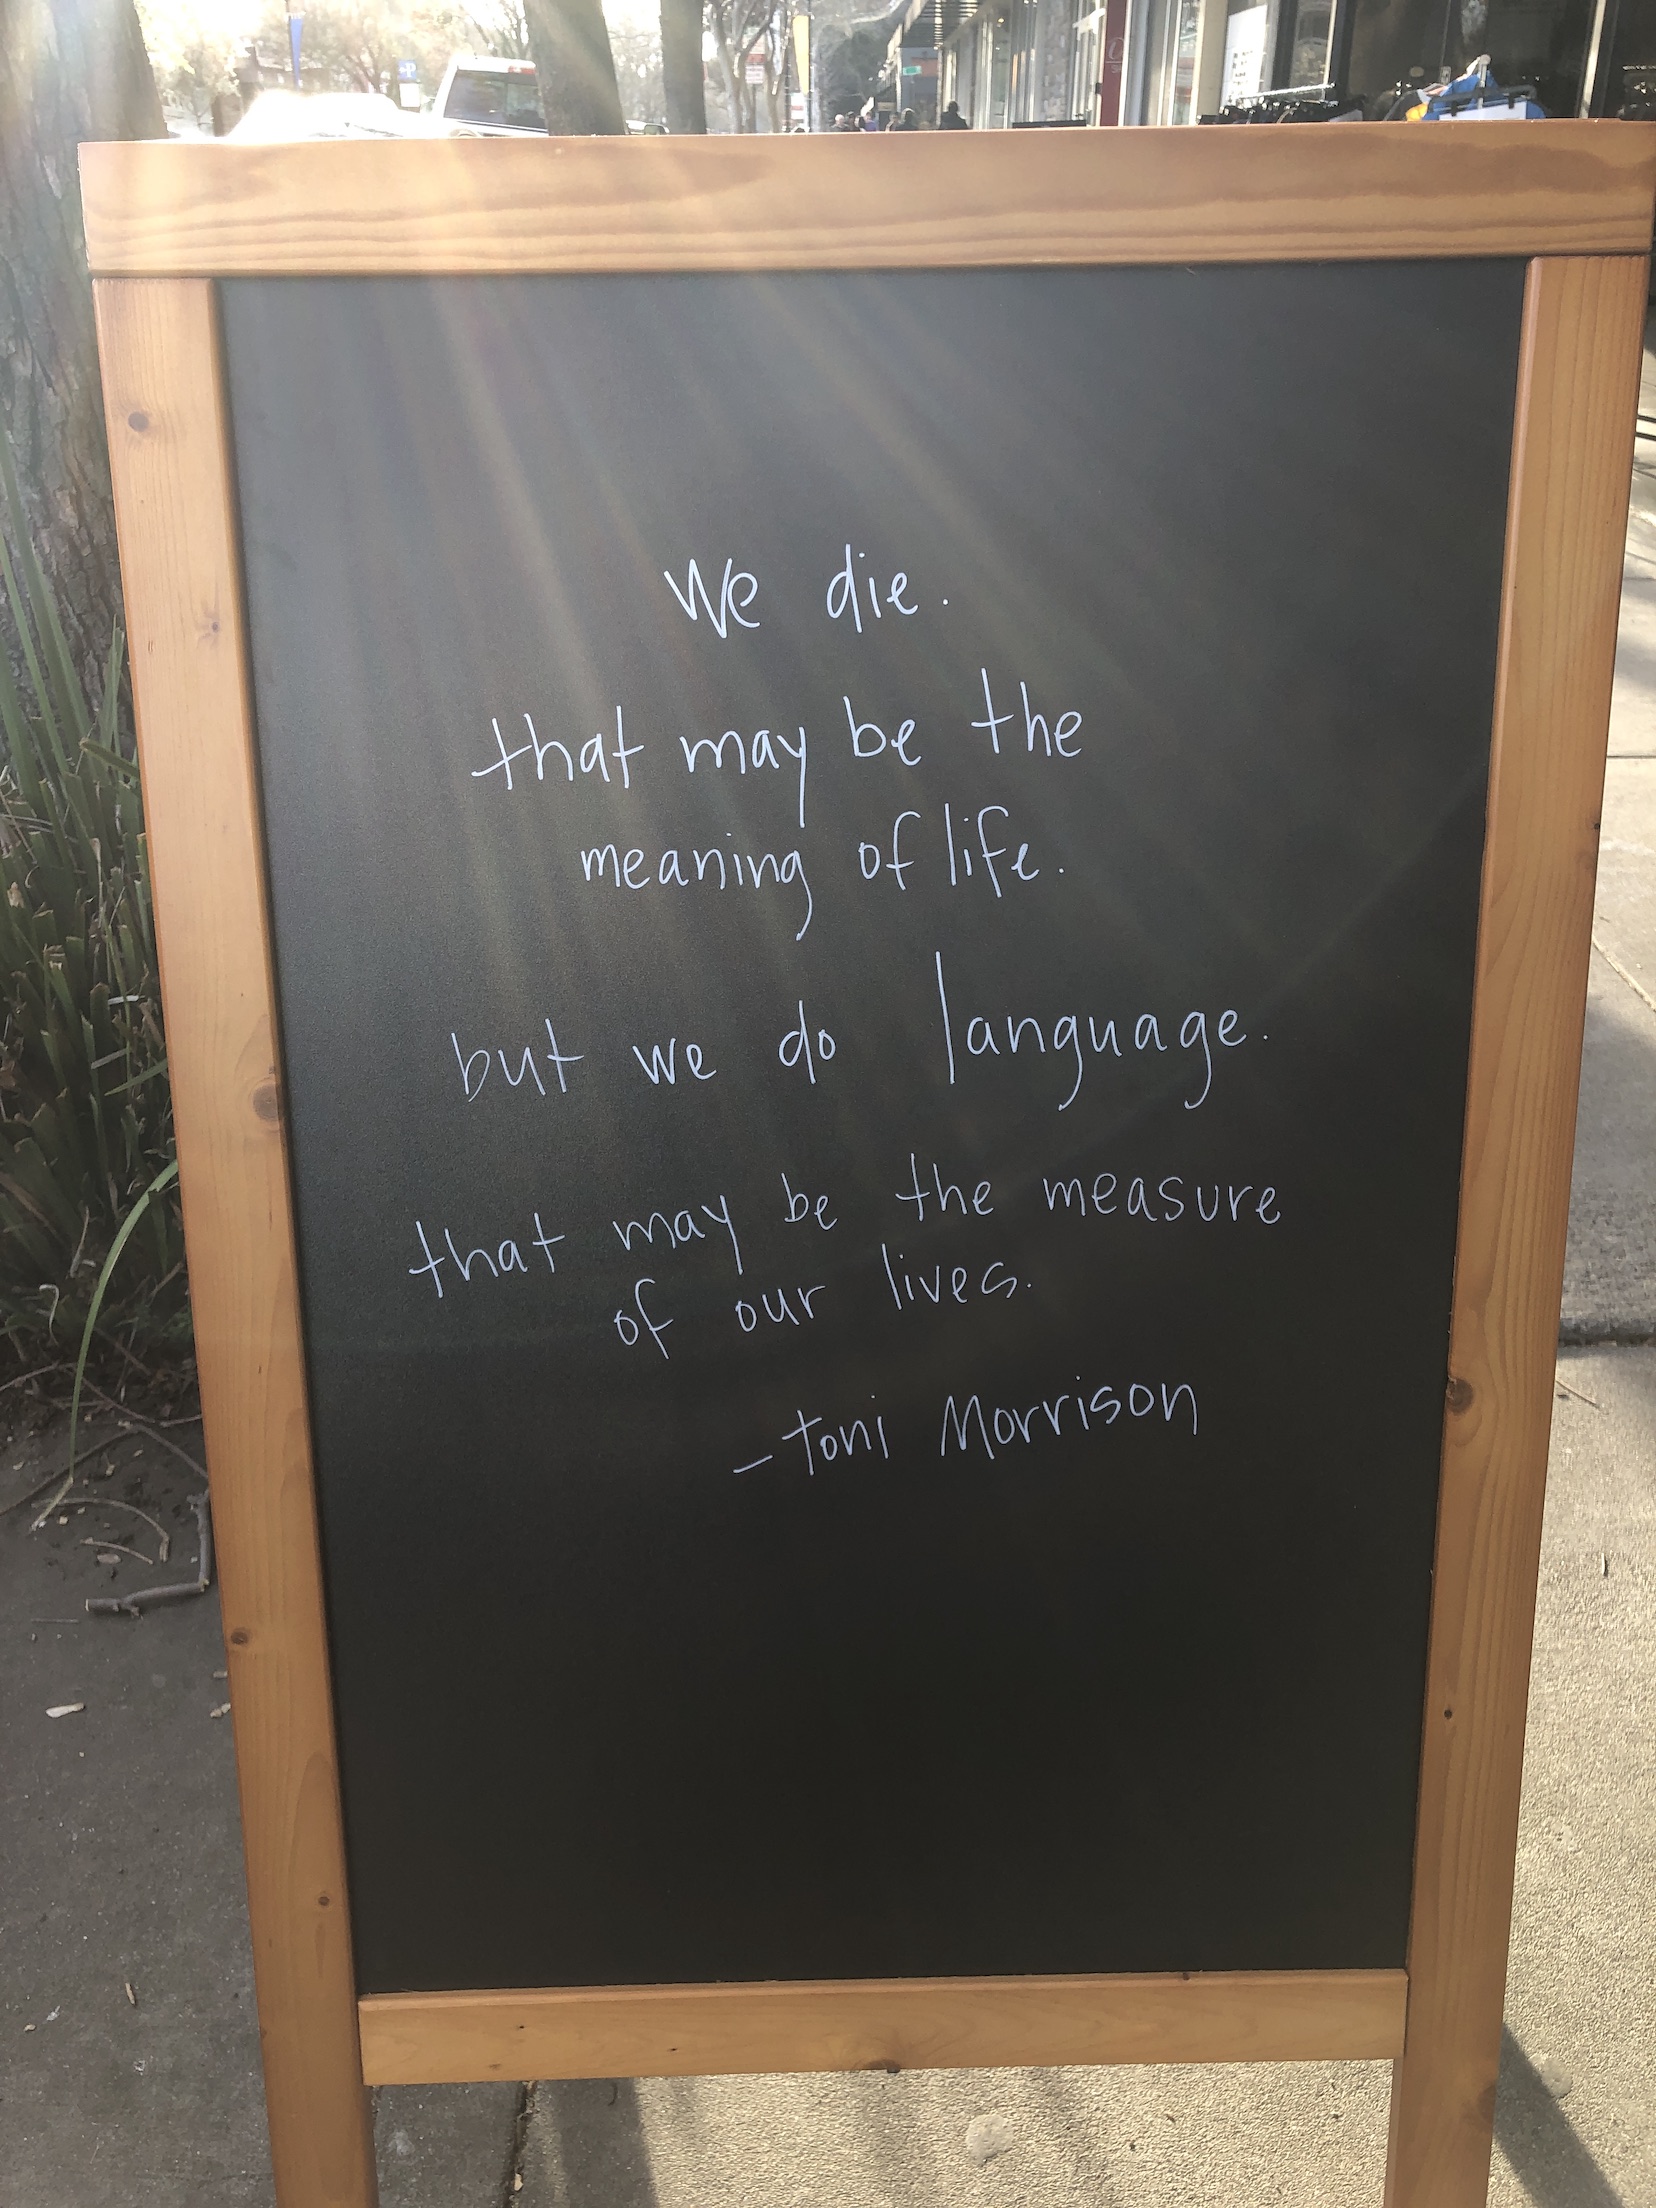 We die.
that may be the
meaning of life.
but we do language.
that may be the measure
of our lives.
- Toni Morrison